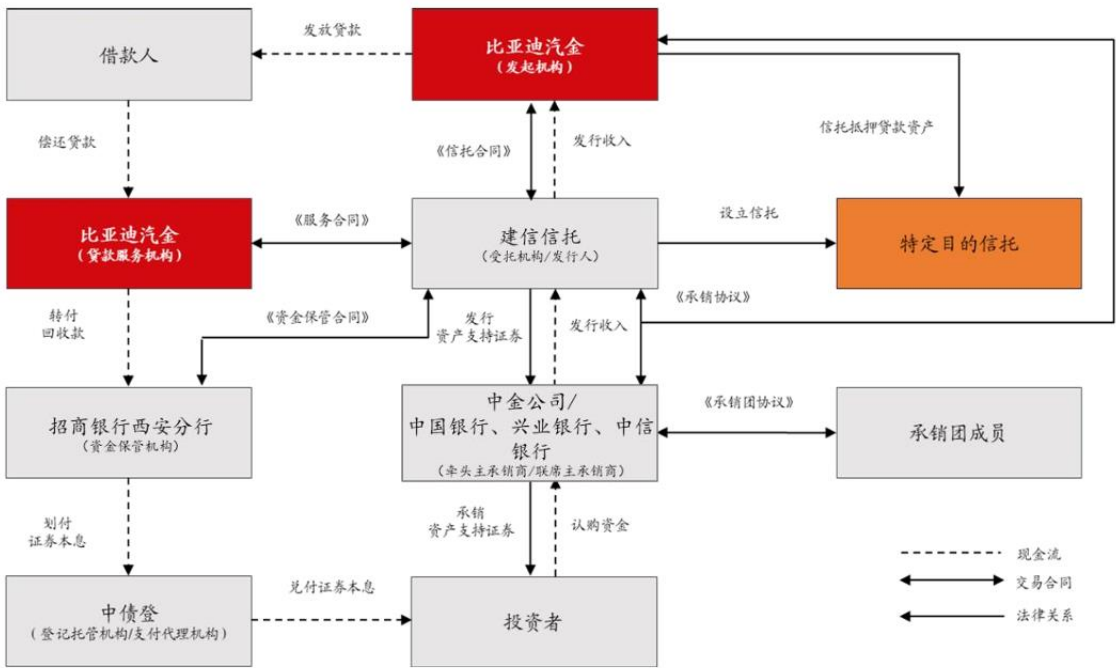 发放贷款
借款人
比亚迪汽金
(发起机构)
偿还贷款
《信托合同》
发行收入
信托抵押贷款资产
比亚迪汽金
(贷款服务机构)
《服务合同》
建信信托
(受托机构/发行人)
设立信托
特定目的信托
转付
回收款
《资金保管合同》
发行
资产支持证券
发行收入
《承销协议》
招商银行西安分行
(资金保管机构)
中金公司/
中国银行、兴业银行、中信
银行
(牵头主承销商/联席主承销商)
《承销团协议》
承销团成员
划付
证券本息
承销
资产支持证券
认购资金
中债登
(登记托管机构/支付代理机构)
兑付证券本息
投资者
现金流
交易合同
法律关系